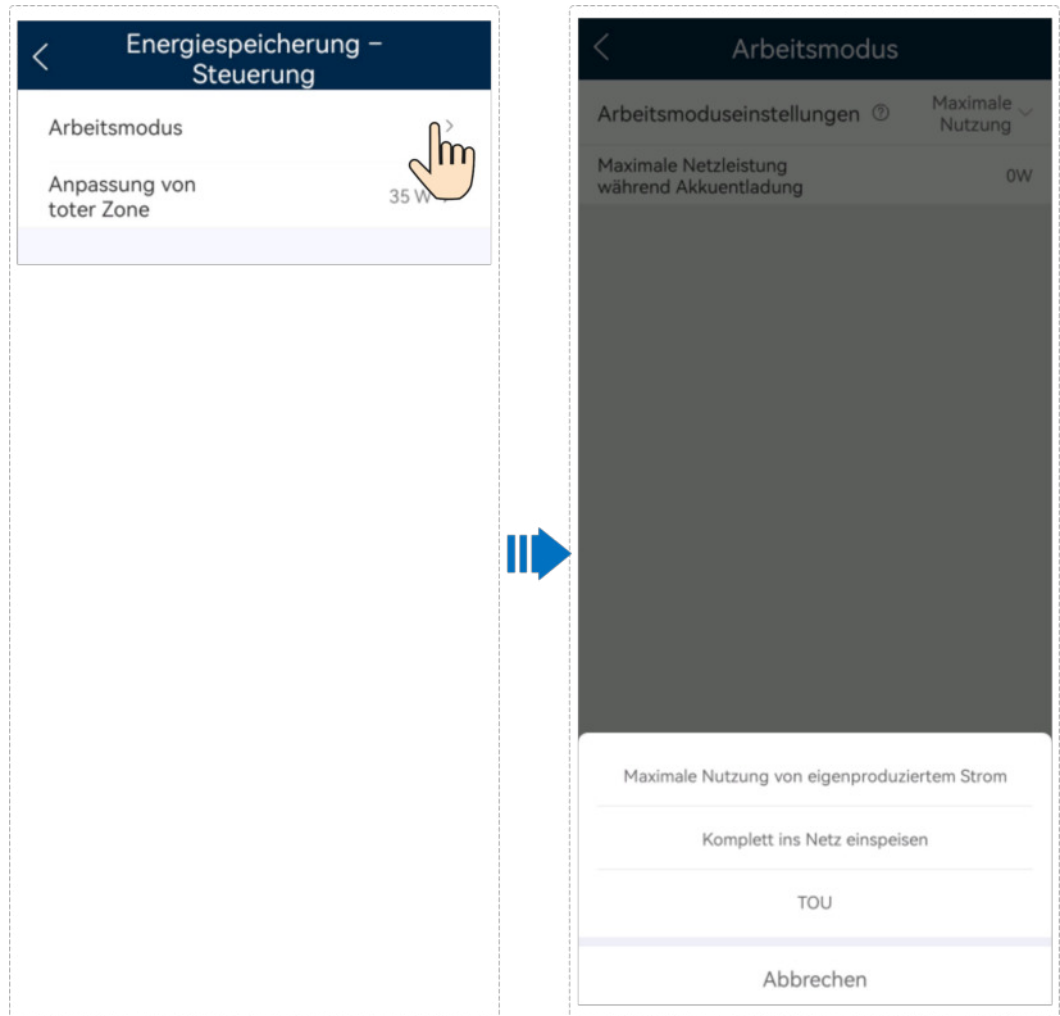 Energiespeicherung –
Steuerung
Arbeitsmodus
Anpassung von
toter Zone
35 W
Arbeitsmodus
Arbeitsmoduseinstellungen
Maximale
Nutzung
Maximale Netzleistung
während Akkuentladung
0W
Maximale Nutzung von eigenproduziertem Strom
Komplett ins Netz einspeisen
TOU
Abbrechen